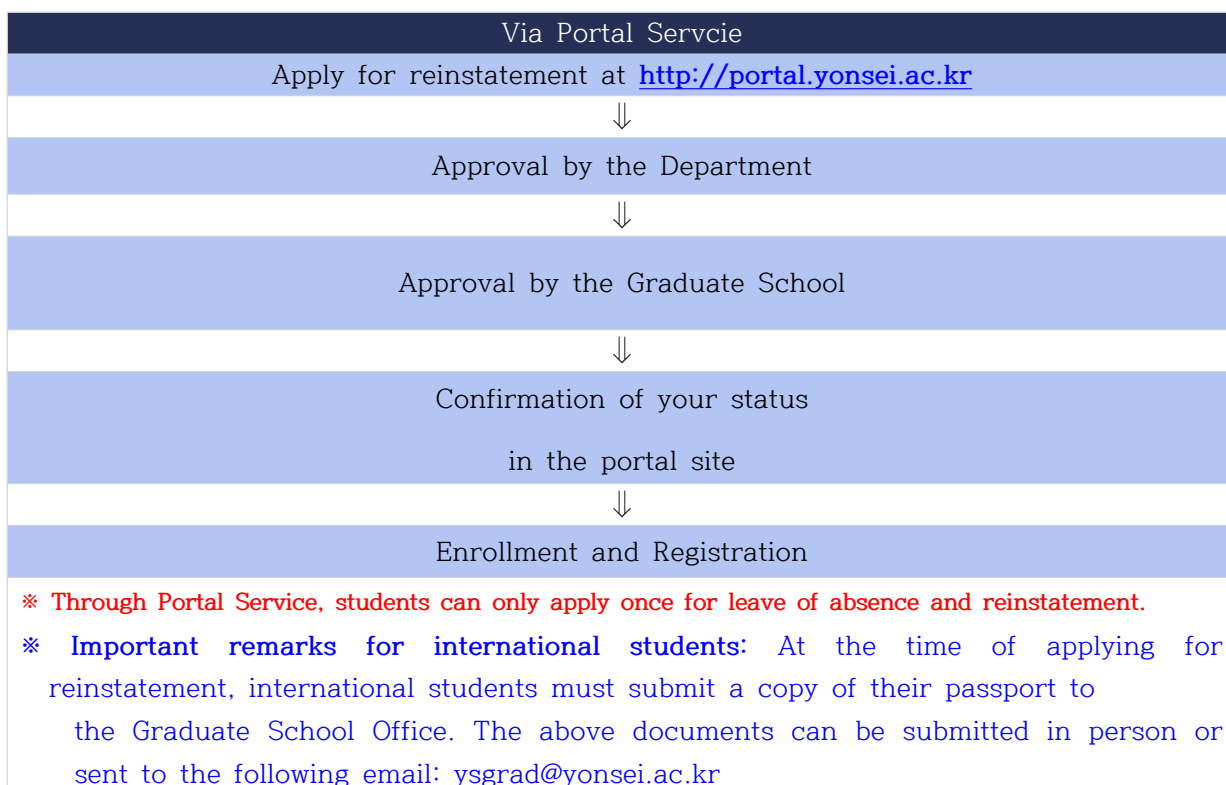 Via Portal Servcie
Apply for reinstatement at http://portal.yonsei.ac.kr
⇓
Approval by the Department
⇓
Approval by the Graduate School
⇓
Confirmation of your status
in the portal site
⇓
Enrollment and Registration
※ Through Portal Service, students can only apply once for leave of absence and reinstatement.
※ Important remarks for international students: At the time of applying for
reinstatement, international students must submit a copy of their passport to
the Graduate School Office. The above documents can be submitted in person or
sent to the following email: ysgrad@yonsei.ac.kr